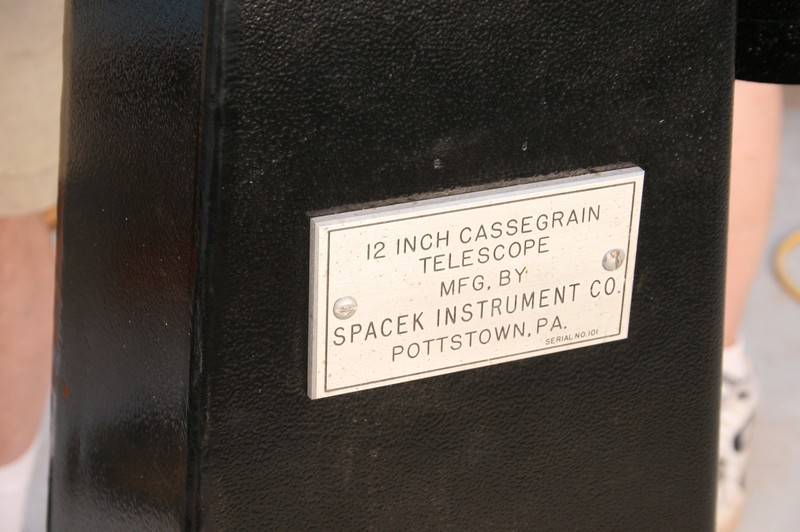 12 INCH CASSEGRAIN
TELESCOPE
MFG. BY
SPACEK INSTRUMENT CO.
POTTSTOWN, PA.
SERIAL NO. 101